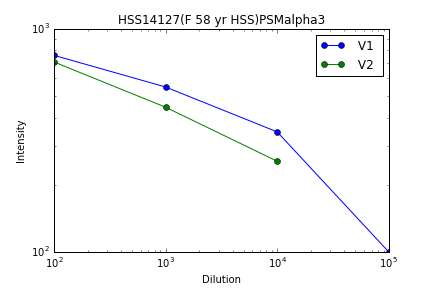 HSS14127(F 58 yr HSS)PSMalpha3
10³
V1
V2
Intensity
10²
10² 10³ 10⁴ 10⁵
Dilution